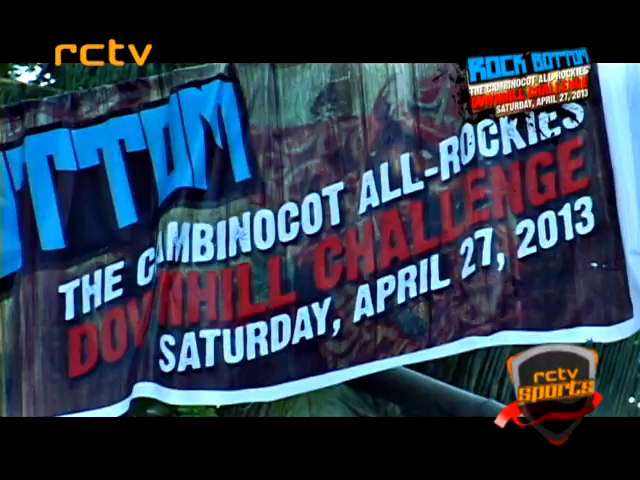 rctv
ROCK BOTTOM
THE CAMBINOCOT ALL-ROCKIES
DOWNHILL CHALLENGE
SATURDAY, APRIL 27, 2013
OTTOM
THE CAMBINOCOT ALL-ROCKIES
DOWNHILL CHALLENGE
SATURDAY, APRIL 27, 2013
rctv
sports